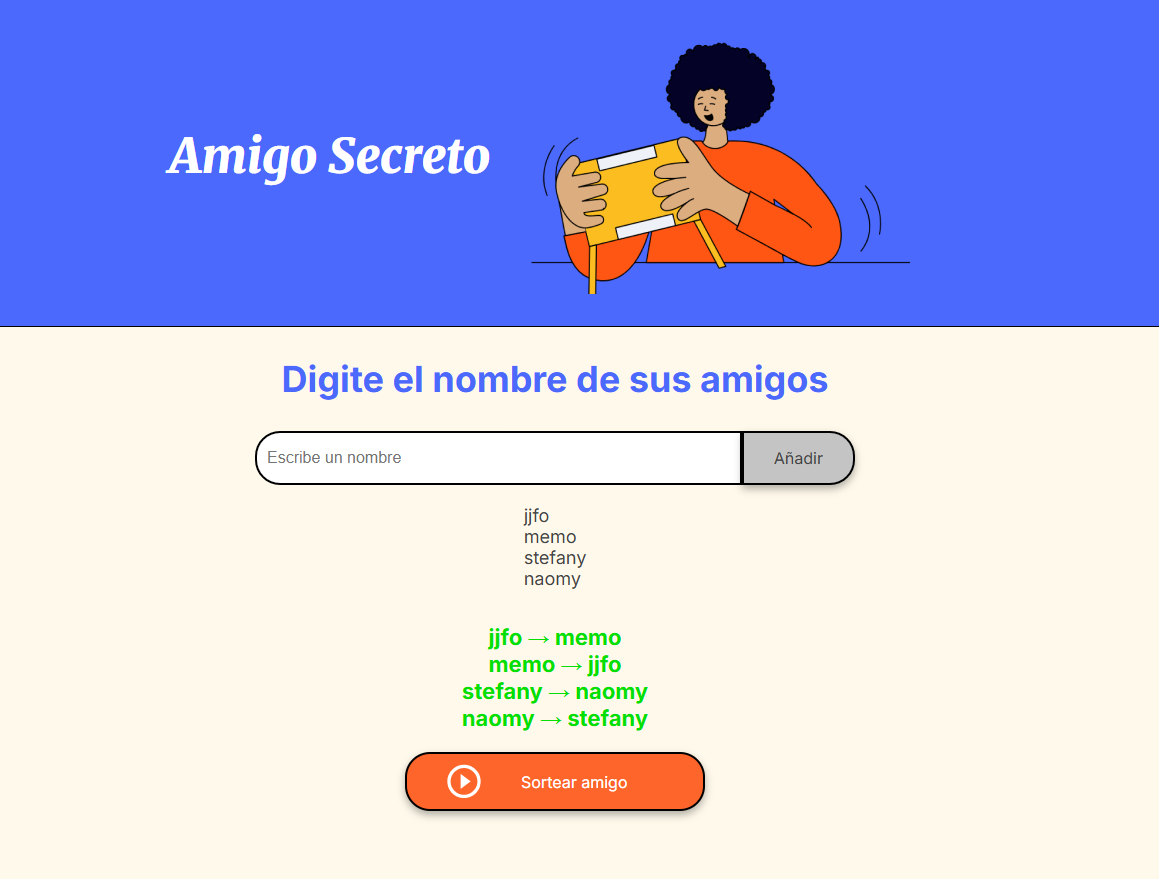 Amigo Secreto
Digite el nombre de sus amigos
Escribe un nombre
Añadir
jjfo
memo
stefany
naomy
jjfo → memo
memo → jjfo
stefany → naomy
naomy → stefany
Sortear amigo